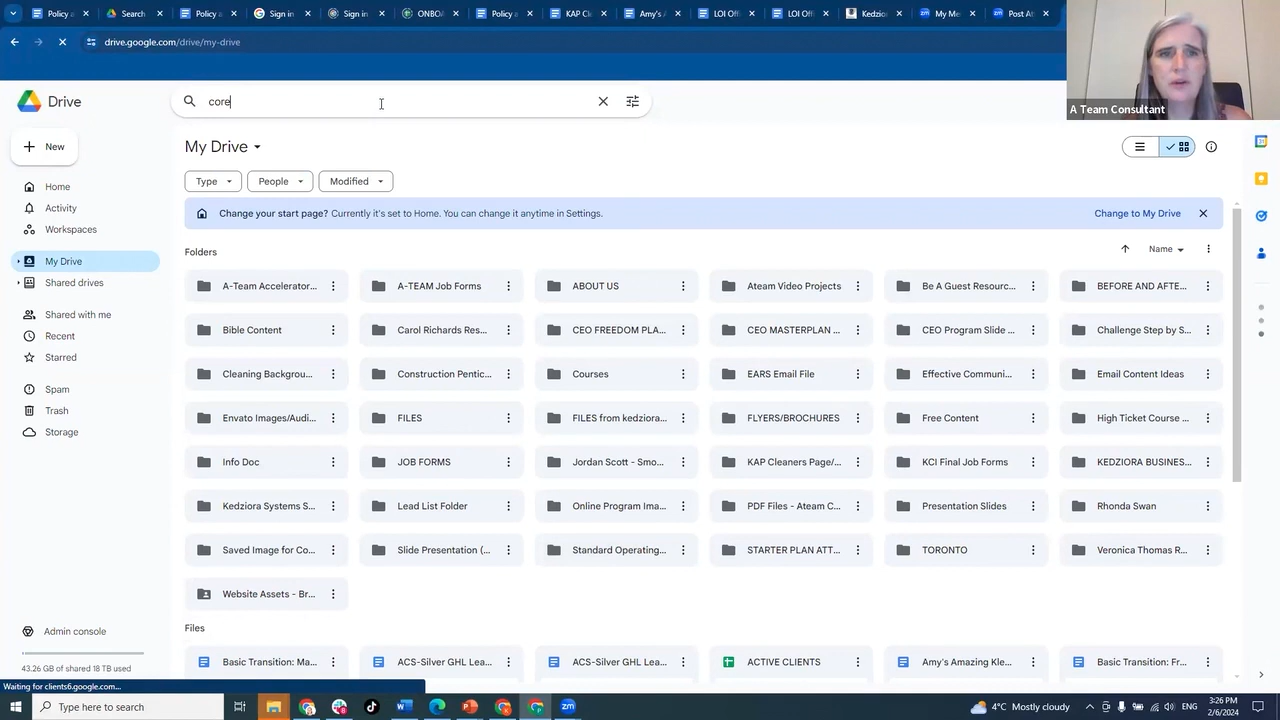 Policy a
Search
Policy a
Sign in
Sign in
ONBO
Policy a
KAP Cl
Amy's
LOI Off
LOI Off
Kedzio
My Me
Post At
drive.google.com/drive/my-drive
A Team Consultant
Drive
core
New
My Drive
Type
People
Modified
Home
Activity
Workspaces
My Drive
Shared drives
Shared with me
Recent
Starred
Spam
Trash
Storage
Admin console
43.26 GB of shared 18 TB used
Change your start page? Currently it's set to Home. You can change it anytime in Settings. Change to My Drive
Folders
Name
A-Team Accelerator... A-TEAM Job Forms ABOUT US Ateam Video Projects Be A Guest Resourc... BEFORE AND AFTE...
Bible Content Carol Richards Res... CEO FREEDOM PLA... CEO MASTERPLAN ... CEO Program Slide ... Challenge Step by S...
Cleaning Backgrou... Construction Pentic... Courses EARS Email File Effective Communi... Email Content Ideas
Envato Images/Audi... FILES FILES from kedziora... FLYERS/BROCHURES Free Content High Ticket Course ...
Info Doc JOB FORMS Jordan Scott - Smo... KAP Cleaners Page/... KCI Final Job Forms KEDZIORA BUSINES...
Kedziora Systems S... Lead List Folder Online Program Ima... PDF Files - Ateam C... Presentation Slides Rhonda Swan
Saved Image for Co... Slide Presentation (... Standard Operating... STARTER PLAN ATT... TORONTO Veronica Thomas R...
Website Assets - Br...
Files
Basic Transition: Ma... ACS-Silver GHL Lea... ACS-Silver GHL Lea... ACTIVE CLIENTS Amy's Amazing Kle... Basic Transition: Fr...
Waiting for clients6.google.com...
Type here to search
4°C Mostly cloudy
ENG
3:26 PM
2/6/2024